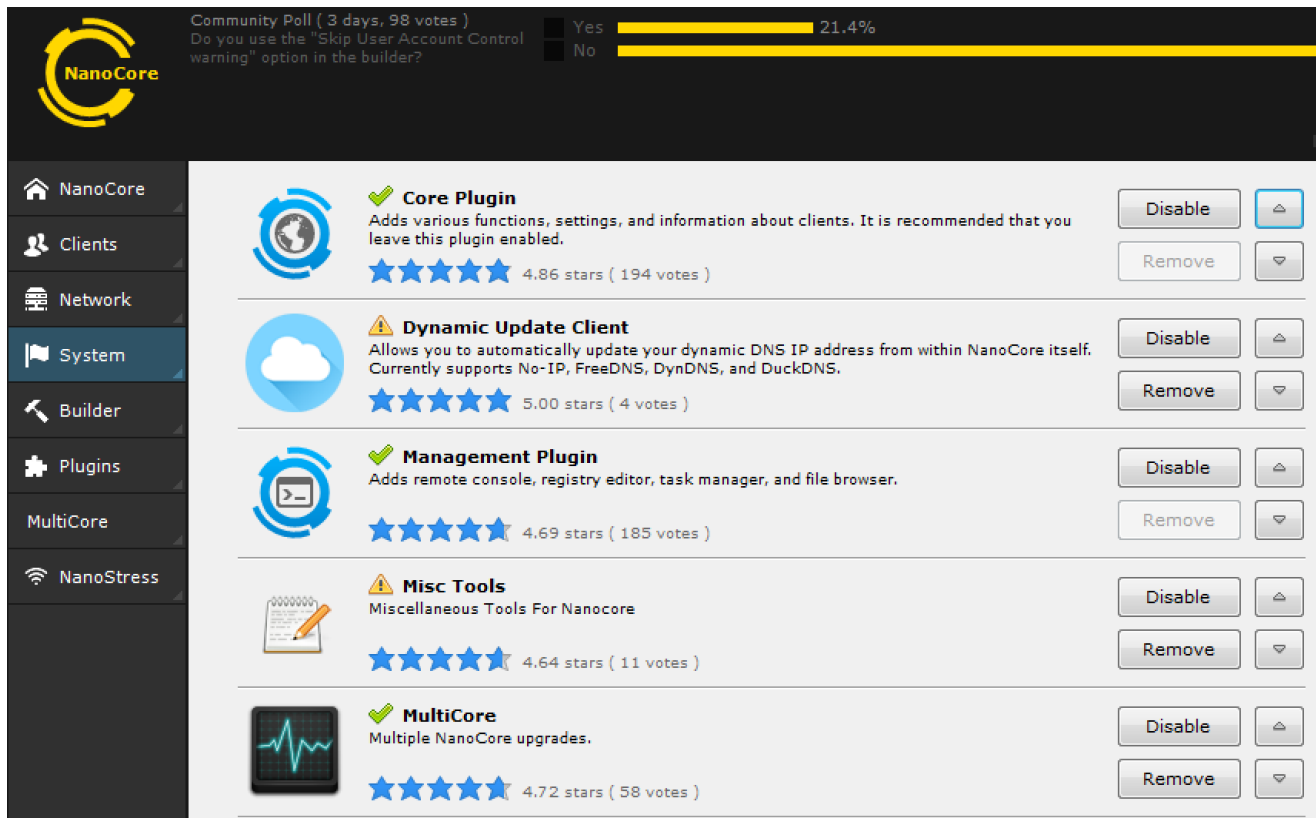 NanoCore
Community Poll ( 3 days, 98 votes )
Do you use the "Skip User Account Control
warning" option in the builder?
Yes 21.4%
No
NanoCore
Clients
Network
System
Builder
Plugins
MultiCore
NanoStress
Core Plugin
Adds various functions, settings, and information about clients. It is recommended that you
leave this plugin enabled.
4.86 stars ( 194 votes )
Disable
Remove
Dynamic Update Client
Allows you to automatically update your dynamic DNS IP address from within NanoCore itself.
Currently supports No-IP, FreeDNS, DynDNS, and DuckDNS.
5.00 stars ( 4 votes )
Disable
Remove
Management Plugin
Adds remote console, registry editor, task manager, and file browser.
4.69 stars ( 185 votes )
Disable
Remove
Misc Tools
Miscellaneous Tools For Nanocore
4.64 stars ( 11 votes )
Disable
Remove
MultiCore
Multiple NanoCore upgrades.
4.72 stars ( 58 votes )
Disable
Remove